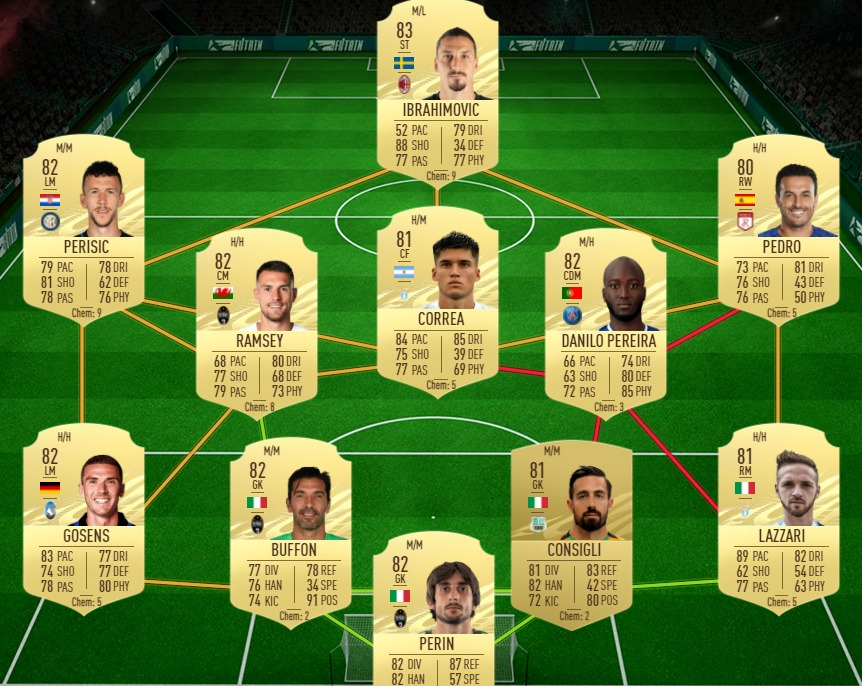 FUTBIN
FUTBIN
FUTBIN
M/L
83
ST
IBRAHIMOVIC
52 PAC 79 DRI
88 SHO 34 DEF
77 PAS 77 PHY
Chem: 9
M/M
82
LM
PERISIC
79 PAC 78 DRI
81 SHO 62 DEF
78 PAS 76 PHY
Chem: 9
H/H
80
RW
PEDRO
73 PAC 81 DRI
76 SHO 43 DEF
76 PAS 50 PHY
Chem: 5
H/H
82
CM
RAMSEY
68 PAC 80 DRI
77 SHO 68 DEF
79 PAS 73 PHY
Chem: 8
H/M
81
CF
CORREA
84 PAC 85 DRI
75 SHO 39 DEF
77 PAS 69 PHY
Chem: 5
M/H
82
CDM
DANILO PEREIRA
66 PAC 74 DRI
63 SHO 80 DEF
72 PAS 85 PHY
Chem: 3
H/H
82
LM
GOSENS
83 PAC 77 DRI
74 SHO 77 DEF
78 PAS 80 PHY
Chem: 5
M/M
82
GK
BUFFON
77 DIV 78 REF
76 HAN 34 SPE
74 KIC 91 POS
Chem: 2
M/M
81
GK
CONSIGLI
81 DIV 83 REF
82 HAN 42 SPE
72 KIC 80 POS
Chem: 2
H/H
81
RM
LAZZARI
89 PAC 82 DRI
62 SHO 54 DEF
77 PAS 63 PHY
Chem: 5
M/M
82
GK
PERIN
82 DIV 87 REF
82 HAN 57 SPE